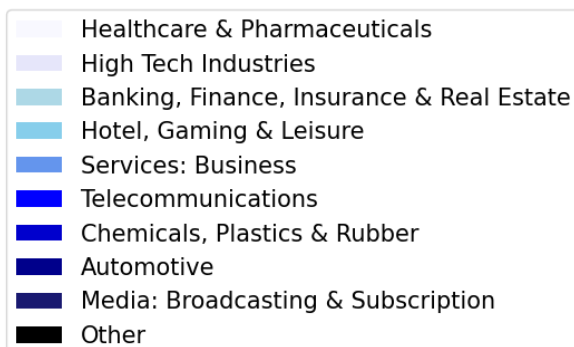 Healthcare & Pharmaceuticals
High Tech Industries
Banking, Finance, Insurance & Real Estate
Hotel, Gaming & Leisure
Services: Business
Telecommunications
Chemicals, Plastics & Rubber
Automotive
Media: Broadcasting & Subscription
Other